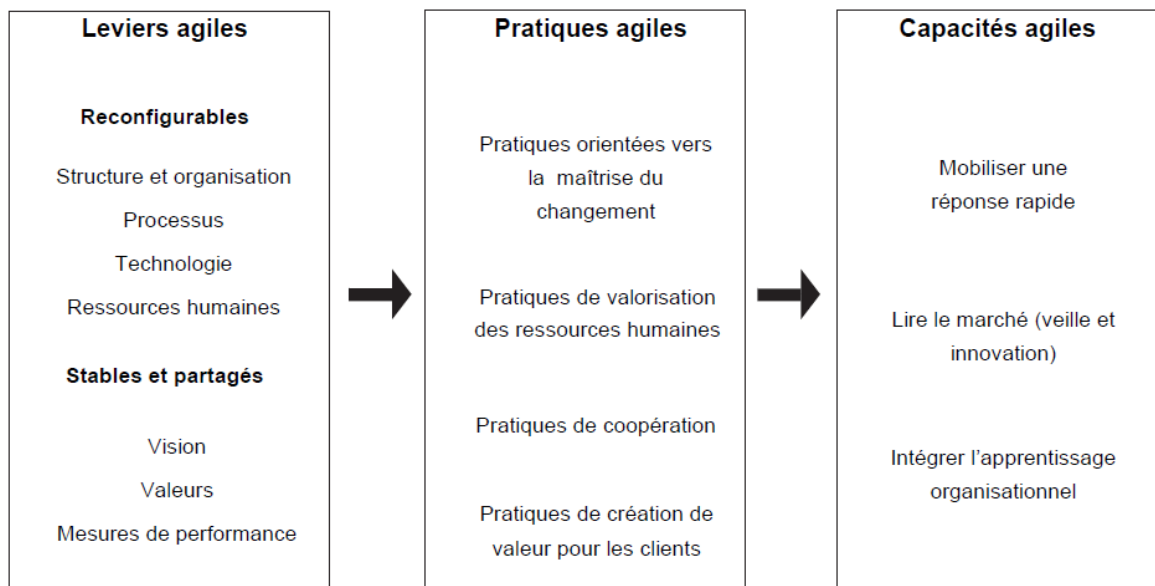 Leviers agiles
Reconfigurables
Structure et organisation
Processus
Technologie
Ressources humaines
Stables et partagés
Vision
Valeurs
Mesures de performance
Pratiques agiles
Pratiques orientées vers
la maîtrise du
changement
Pratiques de valorisation
des ressources humaines
Pratiques de coopération
Pratiques de création de
valeur pour les clients
Capacités agiles
Mobiliser une
réponse rapide
Lire le marché (veille et
innovation)
Intégrer l’apprentissage
organisationnel